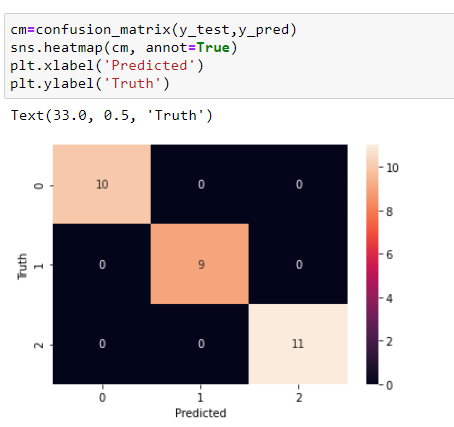 cm=confusion_matrix(y_test,y_pred)
sns.heatmap(cm, annot=True)
plt.xlabel('Predicted')
plt.ylabel('Truth')
Text(33.0, 0.5, 'Truth')
0 10 0 0
1 0 9 0
2 0 0 11
Truth
0 1 2
Predicted
10
8
6
4
2
0